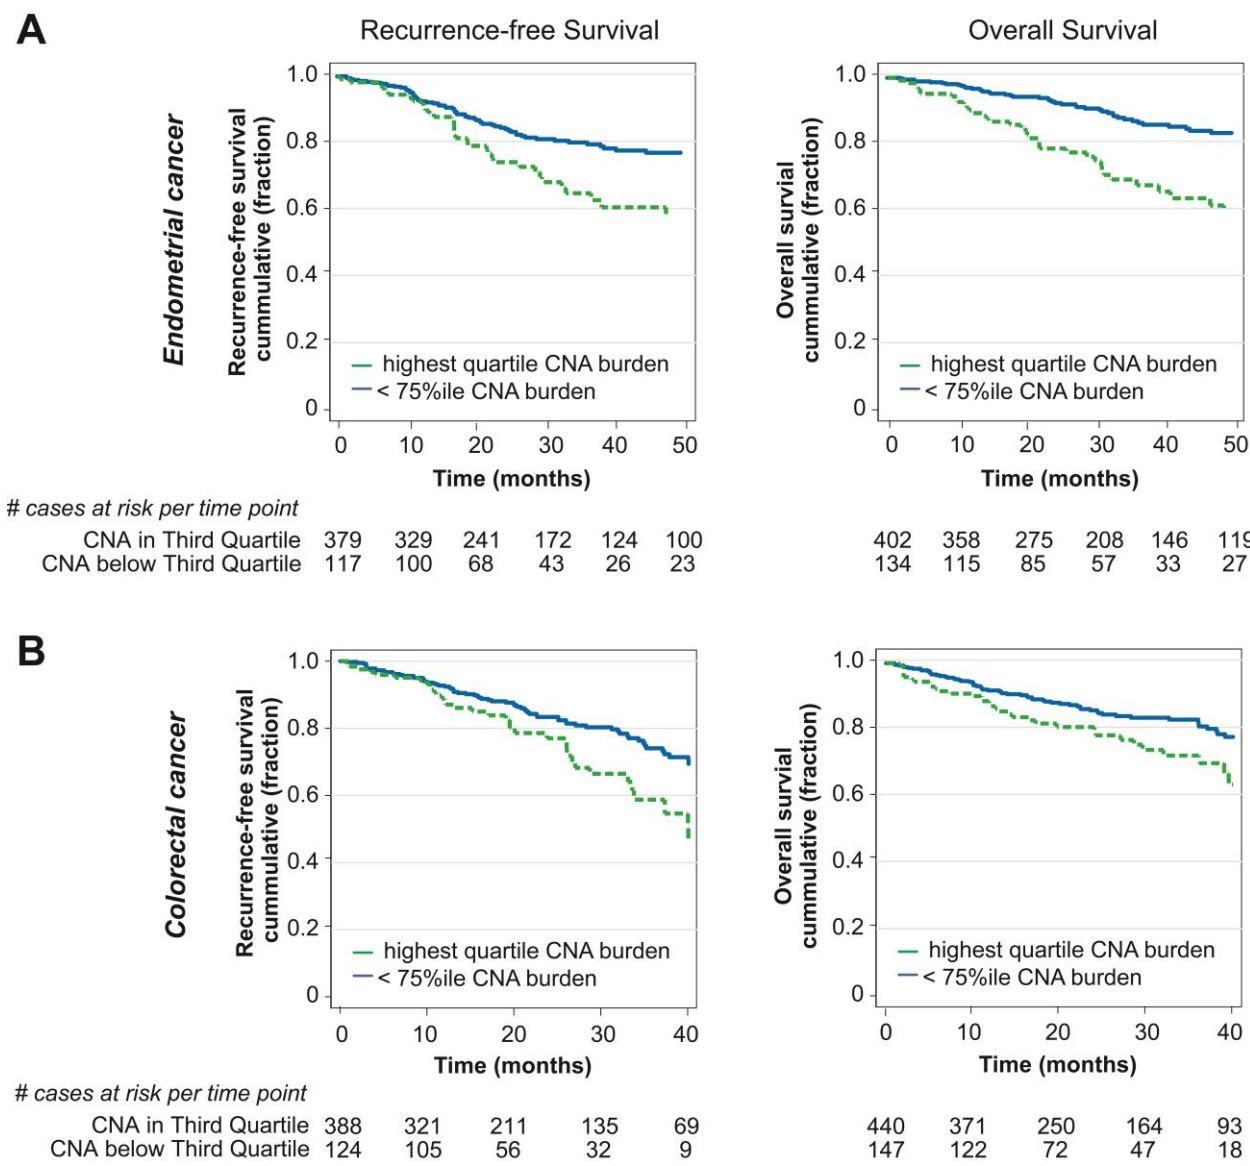 A
Recurrence-free Survival
Overall Survival
Endometrial cancer
Recurrence-free survival
cummulative (fraction)
1.0
0.8
0.6
0.4
0.2
0
highest quartile CNA burden
< 75%ile CNA burden
0 10 20 30 40 50
Time (months)
Overall survial
cummulative (fraction)
1.0
0.8
0.6
0.4
0.2
0
highest quartile CNA burden
< 75%ile CNA burden
0 10 20 30 40 50
Time (months)
# cases at risk per time point
CNA in Third Quartile 379 329 241 172 124 100 402 358 275 208 146 119
CNA below Third Quartile 117 100 68 43 26 23 134 115 85 57 33 27
B
Colorectal cancer
Recurrence-free survival
cummulative (fraction)
1.0
0.8
0.6
0.4
0.2
0
highest quartile CNA burden
< 75%ile CNA burden
0 10 20 30 40
Time (months)
Overall survial
cummulative (fraction)
1.0
0.8
0.6
0.4
0.2
0
highest quartile CNA burden
< 75%ile CNA burden
0 10 20 30 40
Time (months)
# cases at risk per time point
CNA in Third Quartile 388 321 211 135 69 440 371 250 164 93
CNA below Third Quartile 124 105 56 32 9 147 122 72 47 18